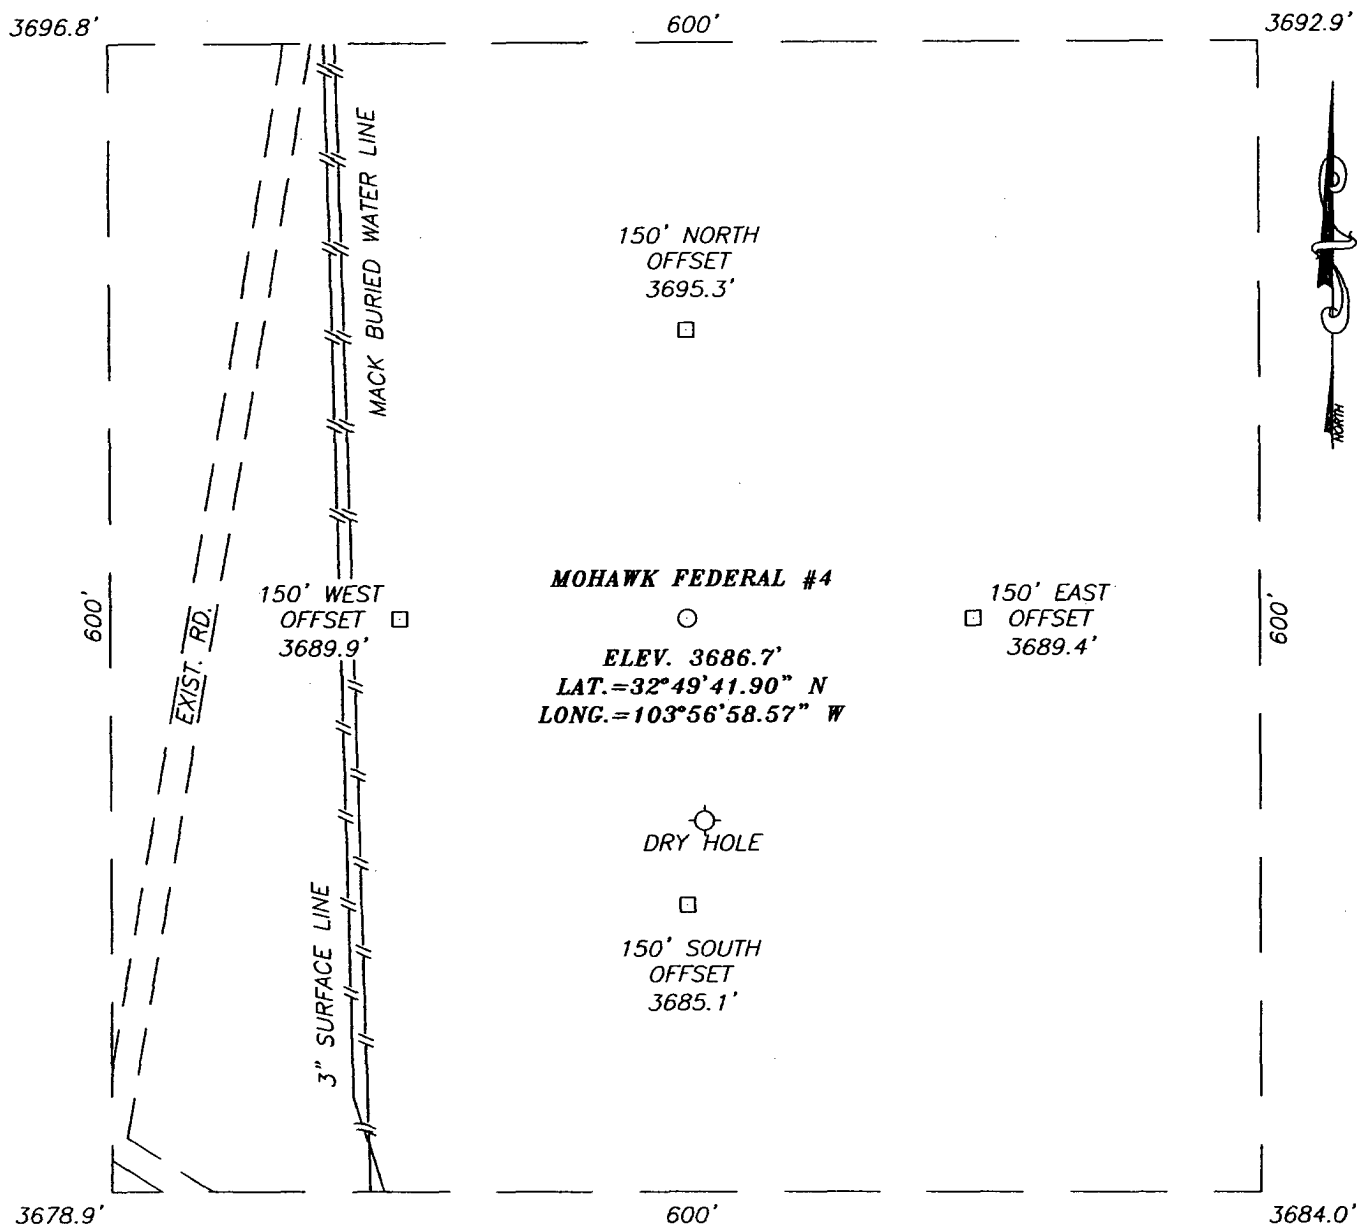 3696.8'
600'
3692.9'
MACK BURIED WATER LINE
150' NORTH
OFFSET
3695.3'
NORTH
600'
EXIST. RD.
150' WEST
OFFSET
3689.9'
MOHAWK FEDERAL #4
ELEV. 3686.7'
LAT.=32°49'41.90" N
LONG.=103°56'58.57" W
150' EAST
OFFSET
3689.4'
600'
DRY HOLE
3" SURFACE LINE
150' SOUTH
OFFSET
3685.1'
3678.9'
600'
3684.0'